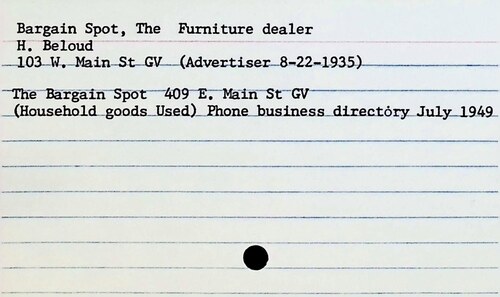 Bargain Spot, The  Furniture dealer
H. Beloud
103 W. Main St GV  (Advertiser 8-22-1935)
The Bargain Spot  409 E. Main St GV
(Household goods Used) Phone business directory July 1949